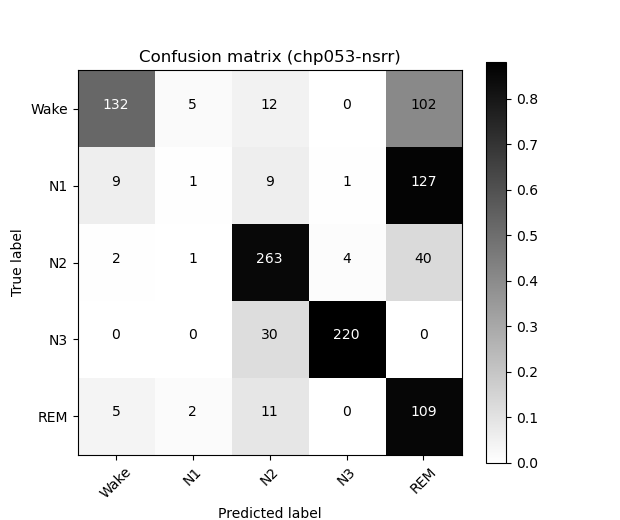 Confusion matrix (chp053-nsrr)
True label
Wake 132 5 12 0 102
N1 9 1 9 1 127
N2 2 1 263 4 40
N3 0 0 30 220 0
REM 5 2 11 0 109
Wake N1 N2 N3 REM
Predicted label
0.8
0.7
0.6
0.5
0.4
0.3
0.2
0.1
0.0